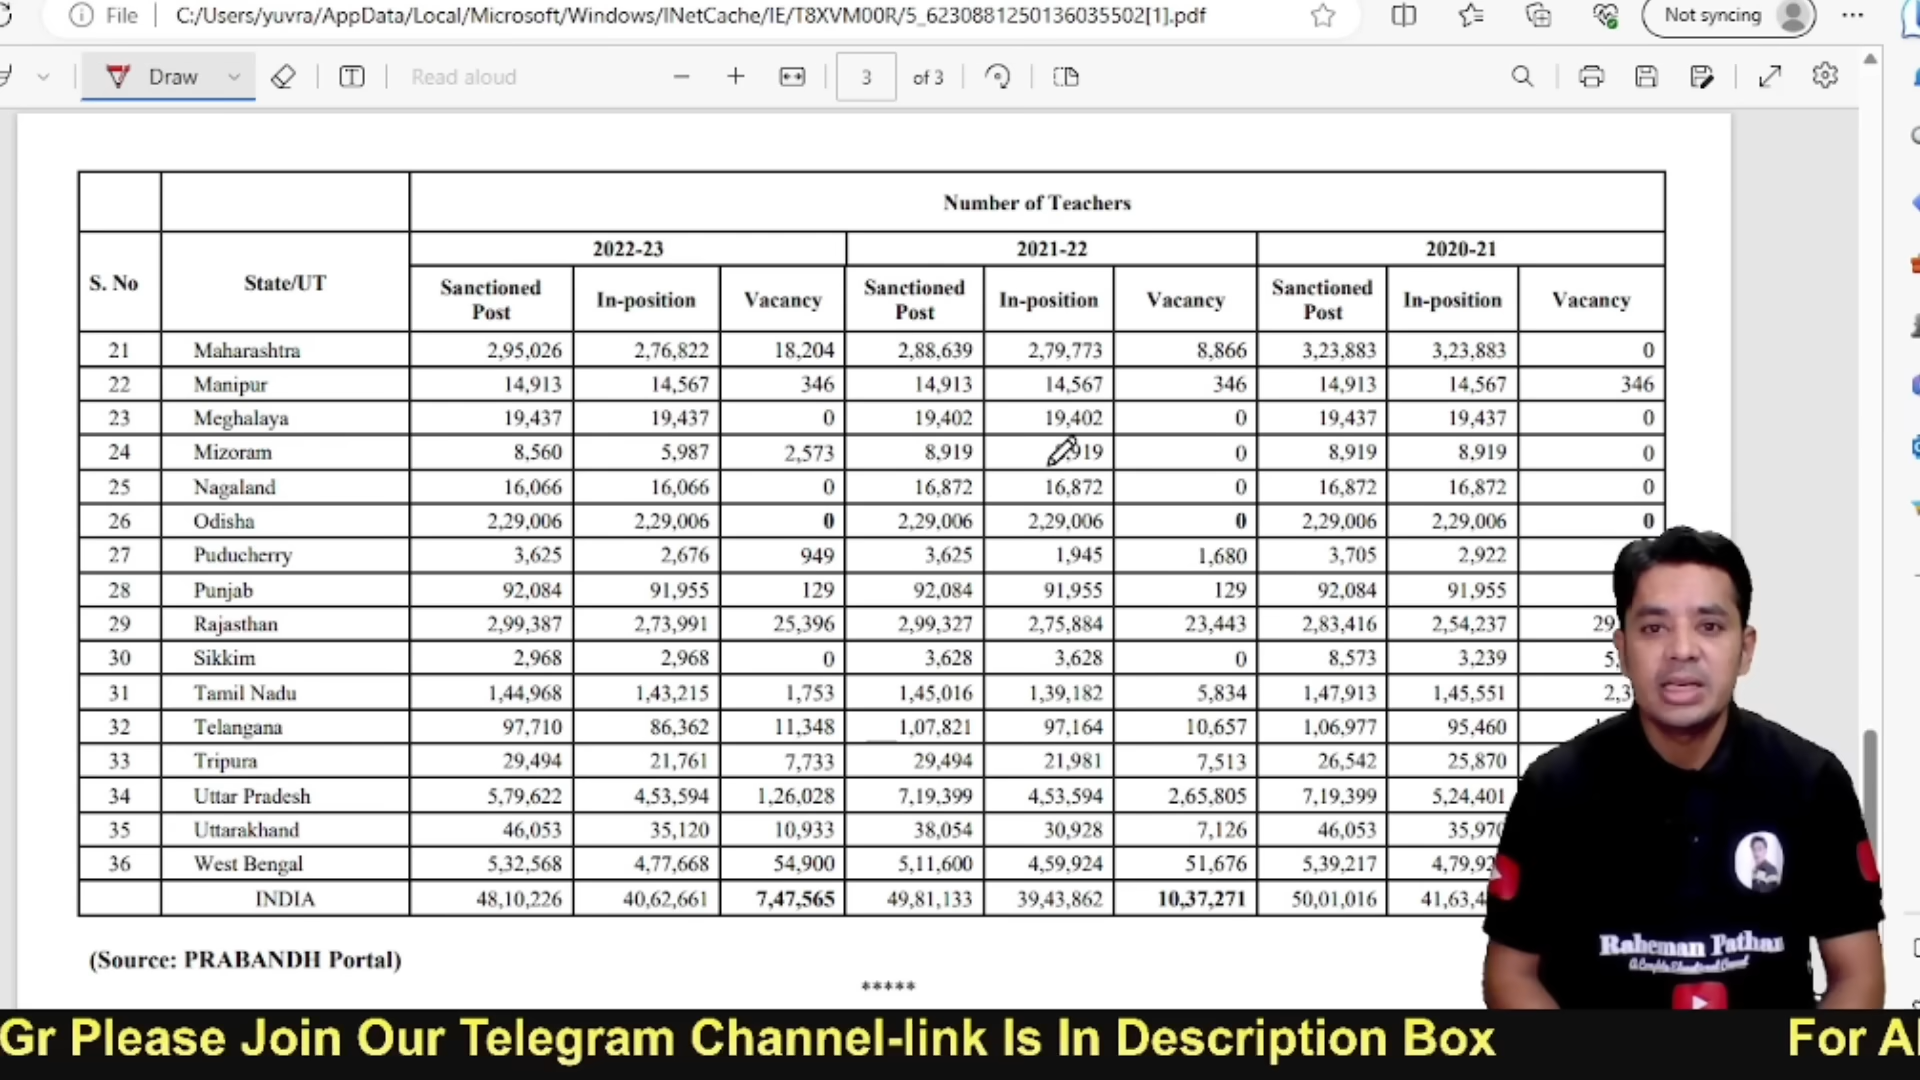 File
C:/Users/yuvra/AppData/Local/Microsoft/Windows/INetCache/IE/T8XVM00R/5_6230881250136035502[1].pdf
Not syncing
Draw
Read aloud
3 of 3
Number of Teachers
S. No State/UT 2022-23 2021-22 2020-21
Sanctioned Post In-position Vacancy Sanctioned Post In-position Vacancy Sanctioned Post In-position Vacancy
21 Maharashtra 2,95,026 2,76,822 18,204 2,88,639 2,79,773 8,866 3,23,883 3,23,883 0
22 Manipur 14,913 14,567 346 14,913 14,567 346 14,913 14,567 346
23 Meghalaya 19,437 19,437 0 19,402 19,402 0 19,437 19,437 0
24 Mizoram 8,560 5,987 2,573 8,919 919 0 8,919 8,919 0
25 Nagaland 16,066 16,066 0 16,872 16,872 0 16,872 16,872 0
26 Odisha 2,29,006 2,29,006 0 2,29,006 2,29,006 0 2,29,006 2,29,006 0
27 Puducherry 3,625 2,676 949 3,625 1,945 1,680 3,705 2,922
28 Punjab 92,084 91,955 129 92,084 91,955 129 92,084 91,955
29 Rajasthan 2,99,387 2,73,991 25,396 2,99,327 2,75,884 23,443 2,83,416 2,54,237 29,
30 Sikkim 2,968 2,968 0 3,628 3,628 0 8,573 3,239 5,
31 Tamil Nadu 1,44,968 1,43,215 1,753 1,45,016 1,39,182 5,834 1,47,913 1,45,551 2,3
32 Telangana 97,710 86,362 11,348 1,07,821 97,164 10,657 1,06,977 95,460
33 Tripura 29,494 21,761 7,733 29,494 21,981 7,513 26,542 25,870
34 Uttar Pradesh 5,79,622 4,53,594 1,26,028 7,19,399 4,53,594 2,65,805 7,19,399 5,24,401
35 Uttarakhand 46,053 35,120 10,933 38,054 30,928 7,126 46,053 35,970
36 West Bengal 5,32,568 4,77,668 54,900 5,11,600 4,59,924 51,676 5,39,217 4,79,92
INDIA 48,10,226 40,62,661 7,47,565 49,81,133 39,43,862 10,37,271 50,01,016 41,63,4
(Source: PRABANDH Portal)
*****
Raheman Pathan
A Complete Educational Channel
Gr Please Join Our Telegram Channel-link Is In Description Box For Al